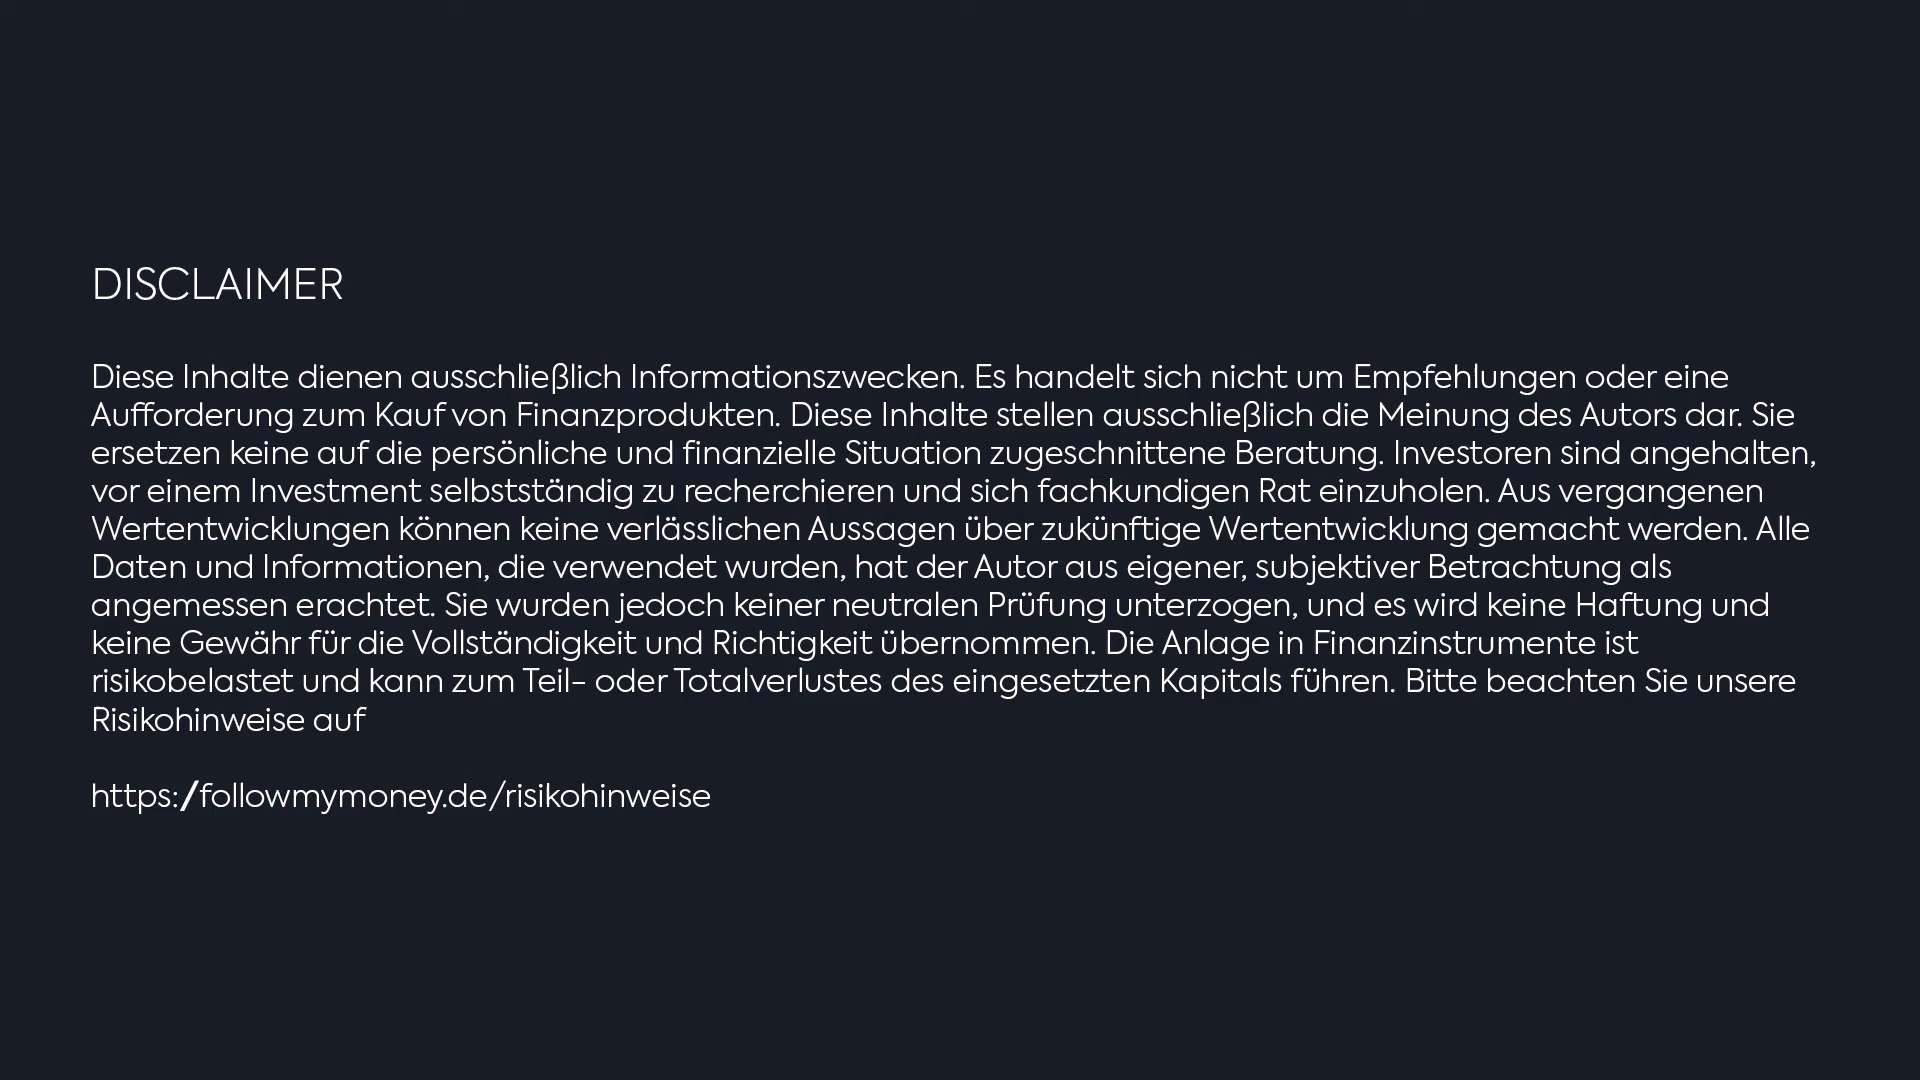 DISCLAIMER
Diese Inhalte dienen ausschließlich Informationszwecken. Es handelt sich nicht um Empfehlungen oder eine
Aufforderung zum Kauf von Finanzprodukten. Diese Inhalte stellen ausschließlich die Meinung des Autors dar. Sie
ersetzen keine auf die persönliche und finanzielle Situation zugeschnittene Beratung. Investoren sind angehalten,
vor einem Investment selbstständig zu recherchieren und sich fachkundigen Rat einzuholen. Aus vergangenen
Wertentwicklungen können keine verlässlichen Aussagen über zukünftige Wertentwicklung gemacht werden. Alle
Daten und Informationen, die verwendet wurden, hat der Autor aus eigener, subjektiver Betrachtung als
angemessen erachtet. Sie wurden jedoch keiner neutralen Prüfung unterzogen, und es wird keine Haftung und
keine Gewähr für die Vollständigkeit und Richtigkeit übernommen. Die Anlage in Finanzinstrumente ist
risikobelastet und kann zum Teil- oder Totalverlustes des eingesetzten Kapitals führen. Bitte beachten Sie unsere
Risikohinweise auf
https://followmymoney.de/risikohinweise